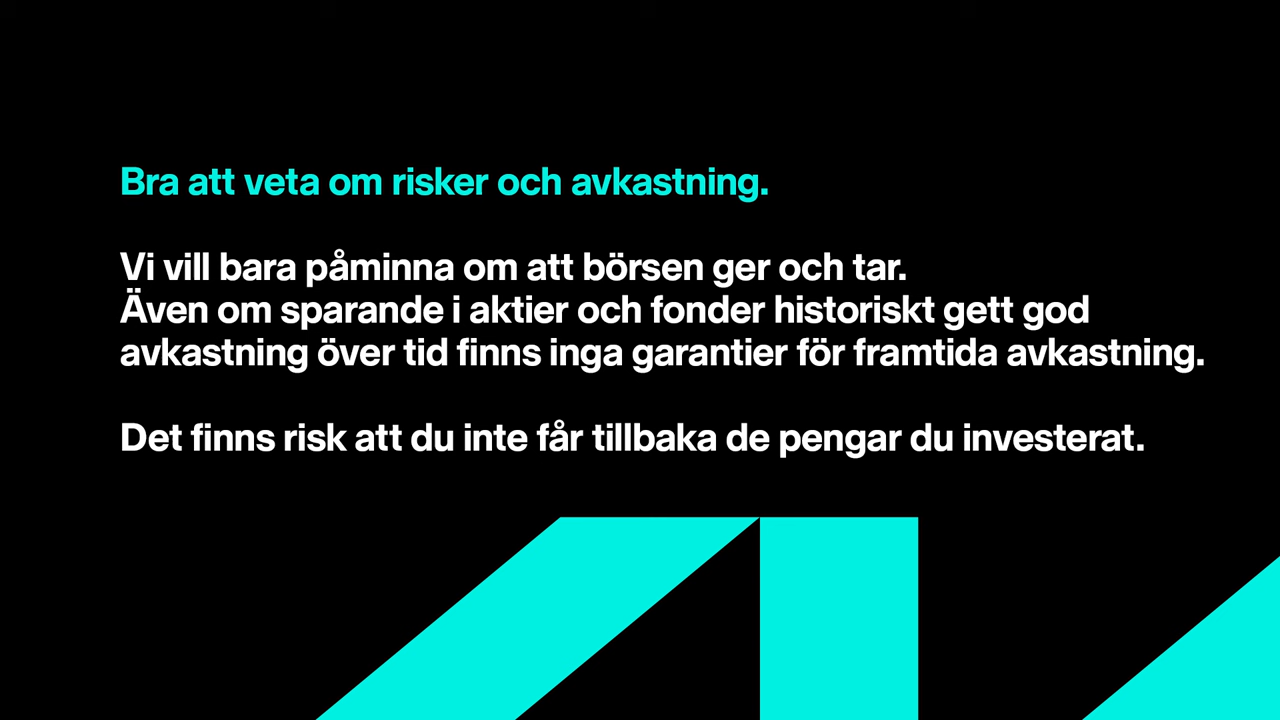 Bra att veta om risker och avkastning.
Vi vill bara påminna om att börsen ger och tar.
Även om sparande i aktier och fonder historiskt gett god
avkastning över tid finns inga garantier för framtida avkastning.
Det finns risk att du inte får tillbaka de pengar du investerat.